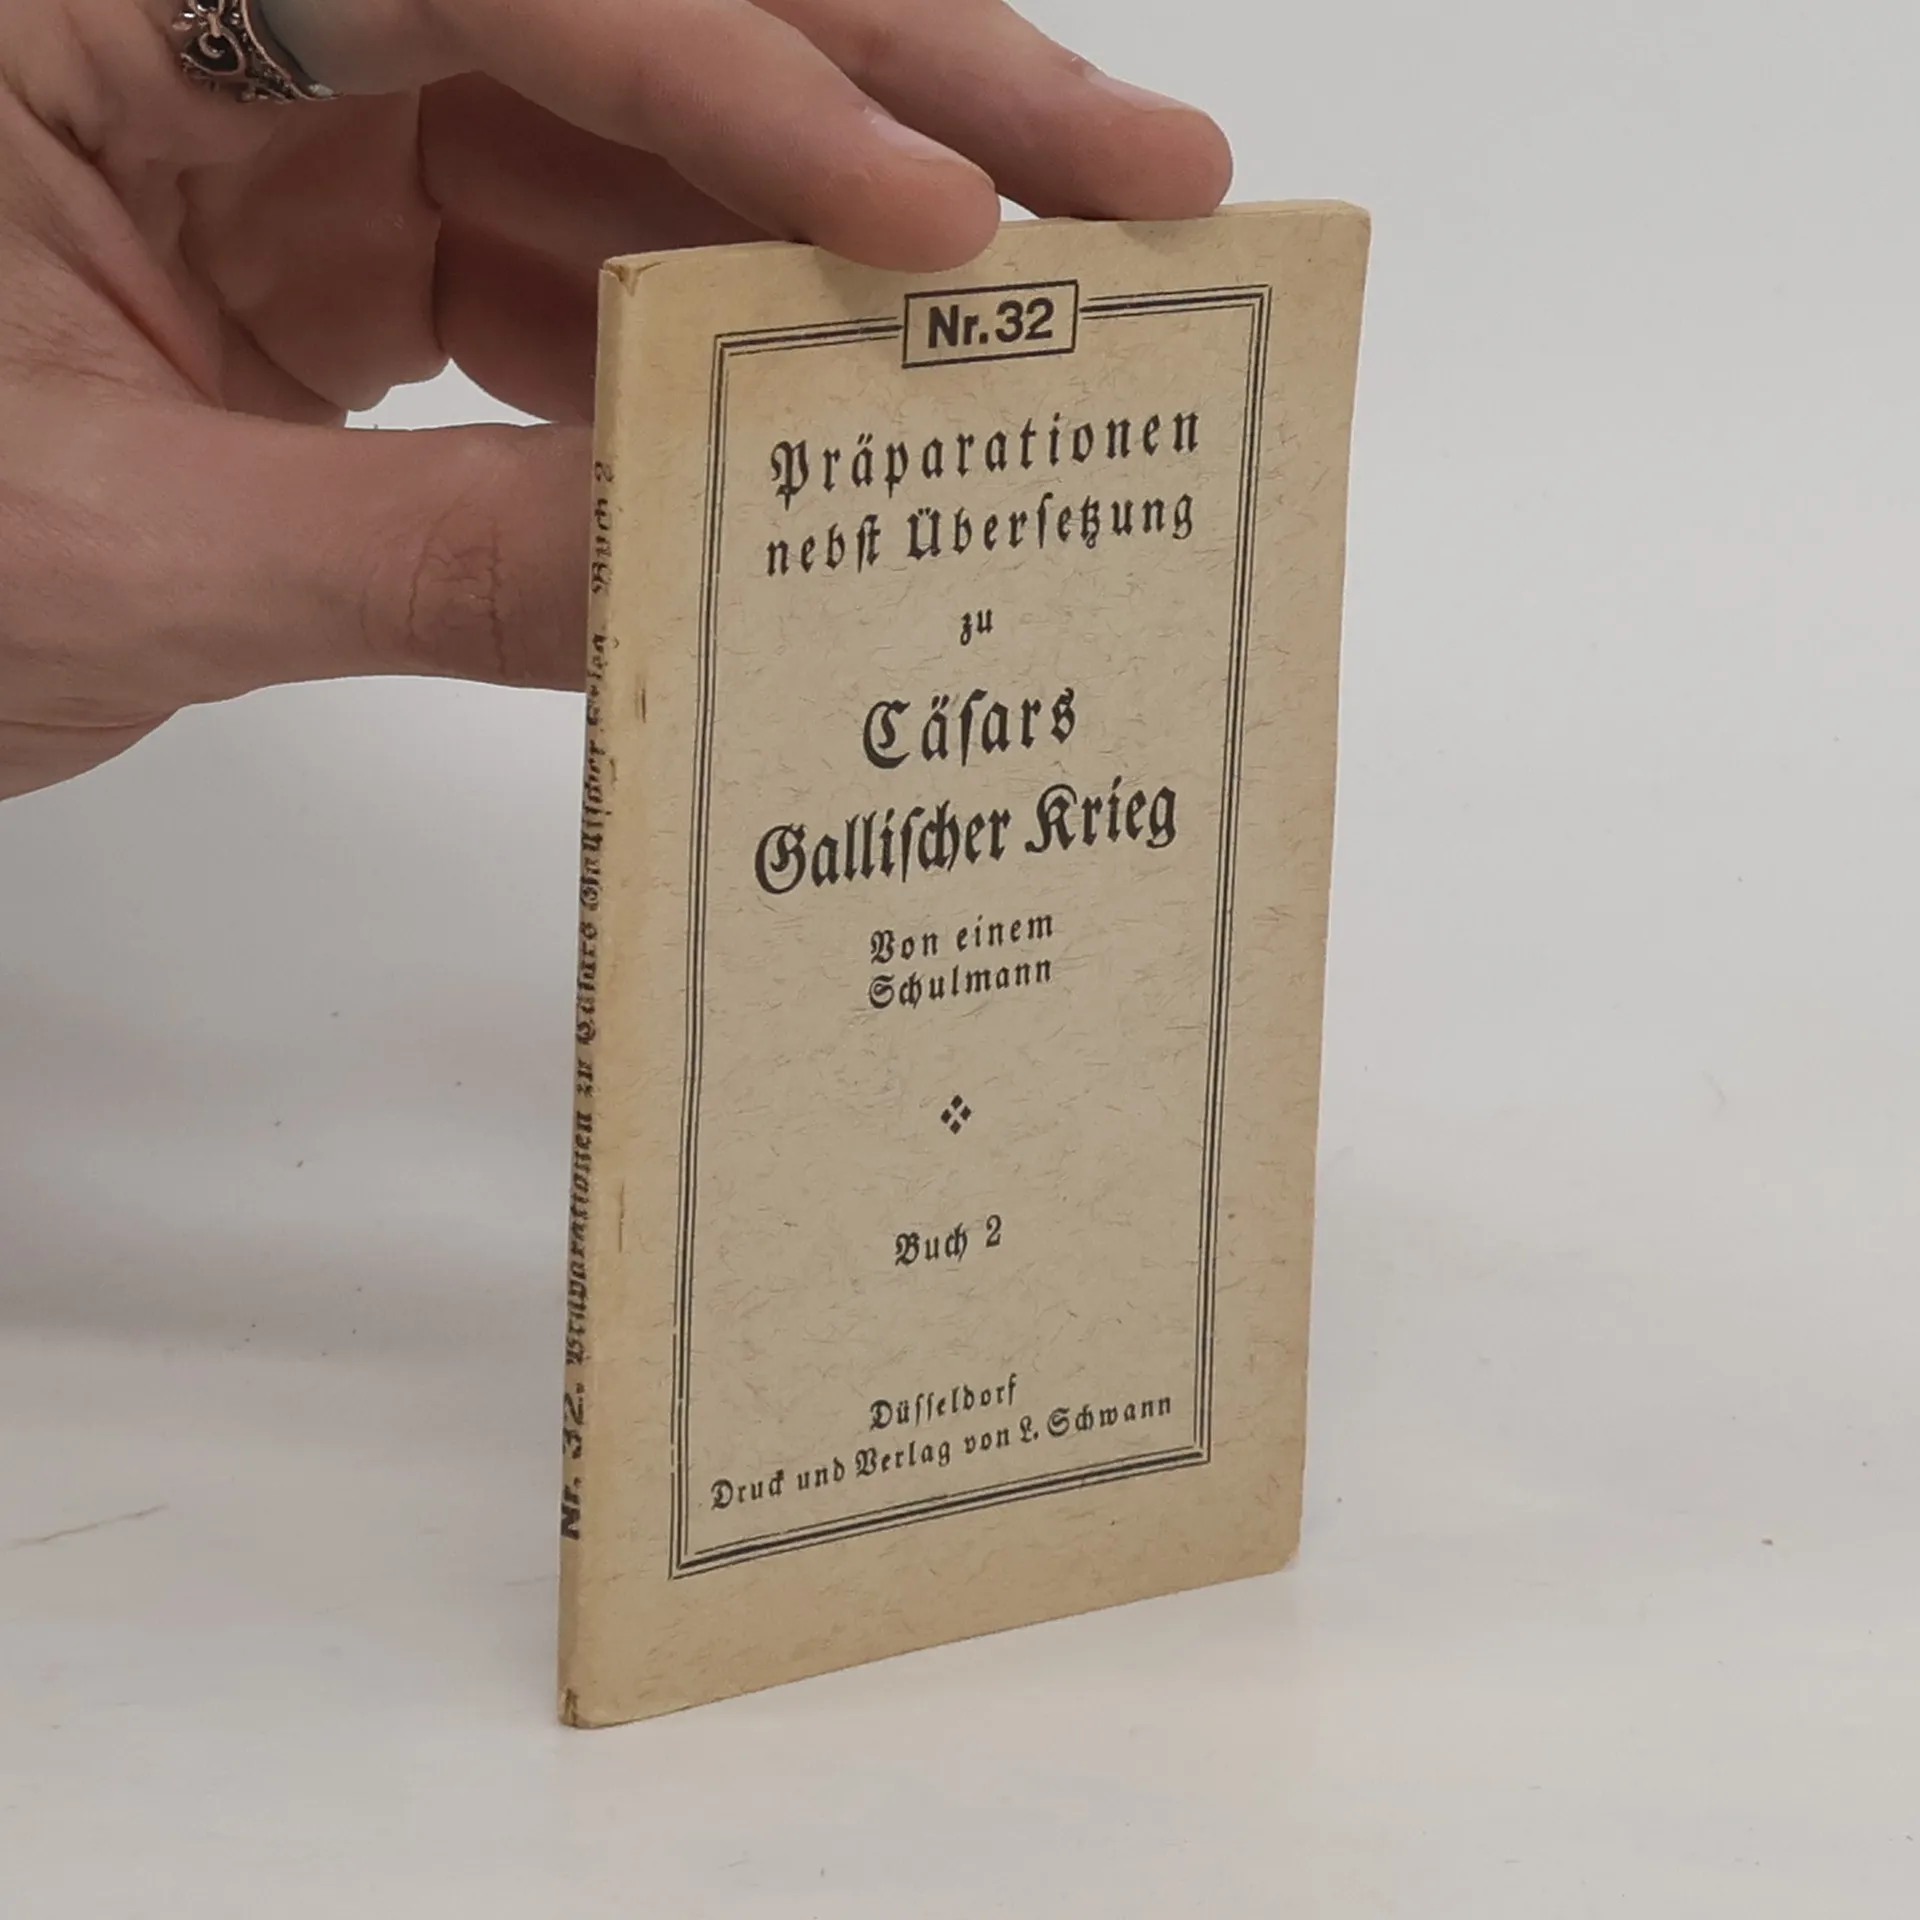 Nr. 32
Präparationen
nebſt Überſetzung
zu
Cäſars
Galliſcher Krieg
Von einem
Schulmann
Buch 2
Düſſeldorf
Druck und Verlag von L. Schwann
Nr. 32. Präparationen zu Cäſars Galliſcher Krieg. Buch 2